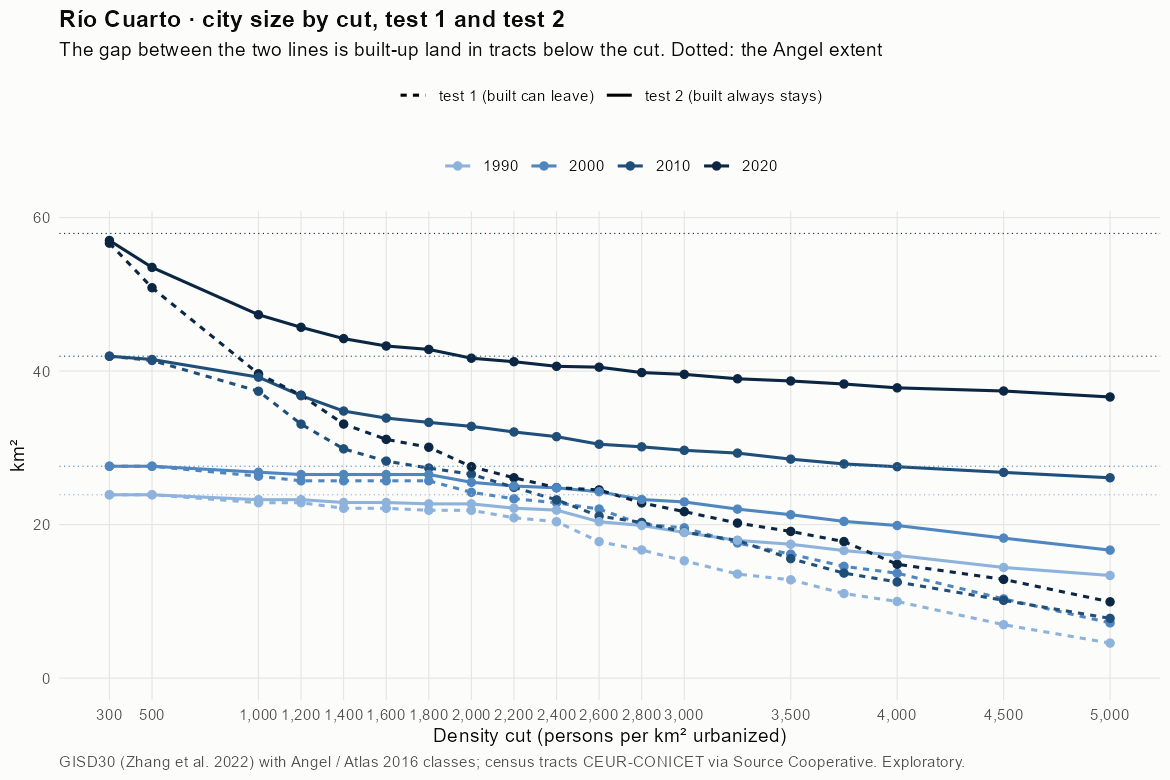 Río Cuarto · city size by cut, test 1 and test 2
The gap between the two lines is built-up land in tracts below the cut. Dotted: the Angel extent
test 1 (built can leave) test 2 (built always stays)
1990 2000 2010 2020
60
40
20
0
km²
300 500 1,000 1,200 1,400 1,600 1,800 2,000 2,200 2,400 2,600 2,800 3,000 3,500 4,000 4,500 5,000
Density cut (persons per km² urbanized)
GISD30 (Zhang et al. 2022) with Angel / Atlas 2016 classes; census tracts CEUR-CONICET via Source Cooperative. Exploratory.